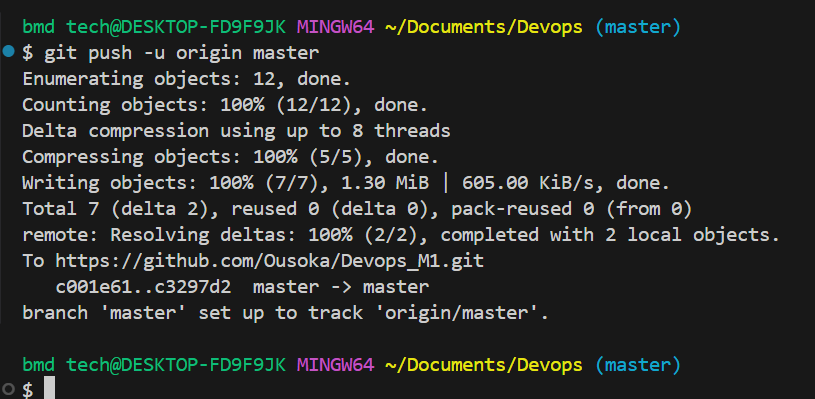 bmd tech@DESKTOP-FD9F9JK MINGW64 ~/Documents/Devops (master)
$ git push -u origin master
Enumerating objects: 12, done.
Counting objects: 100% (12/12), done.
Delta compression using up to 8 threads
Compressing objects: 100% (5/5), done.
Writing objects: 100% (7/7), 1.30 MiB | 605.00 KiB/s, done.
Total 7 (delta 2), reused 0 (delta 0), pack-reused 0 (from 0)
remote: Resolving deltas: 100% (2/2), completed with 2 local objects.
To https://github.com/Ousoka/Devops_M1.git
   c001e61..c3297d2  master -> master
branch 'master' set up to track 'origin/master'.
bmd tech@DESKTOP-FD9F9JK MINGW64 ~/Documents/Devops (master)
$